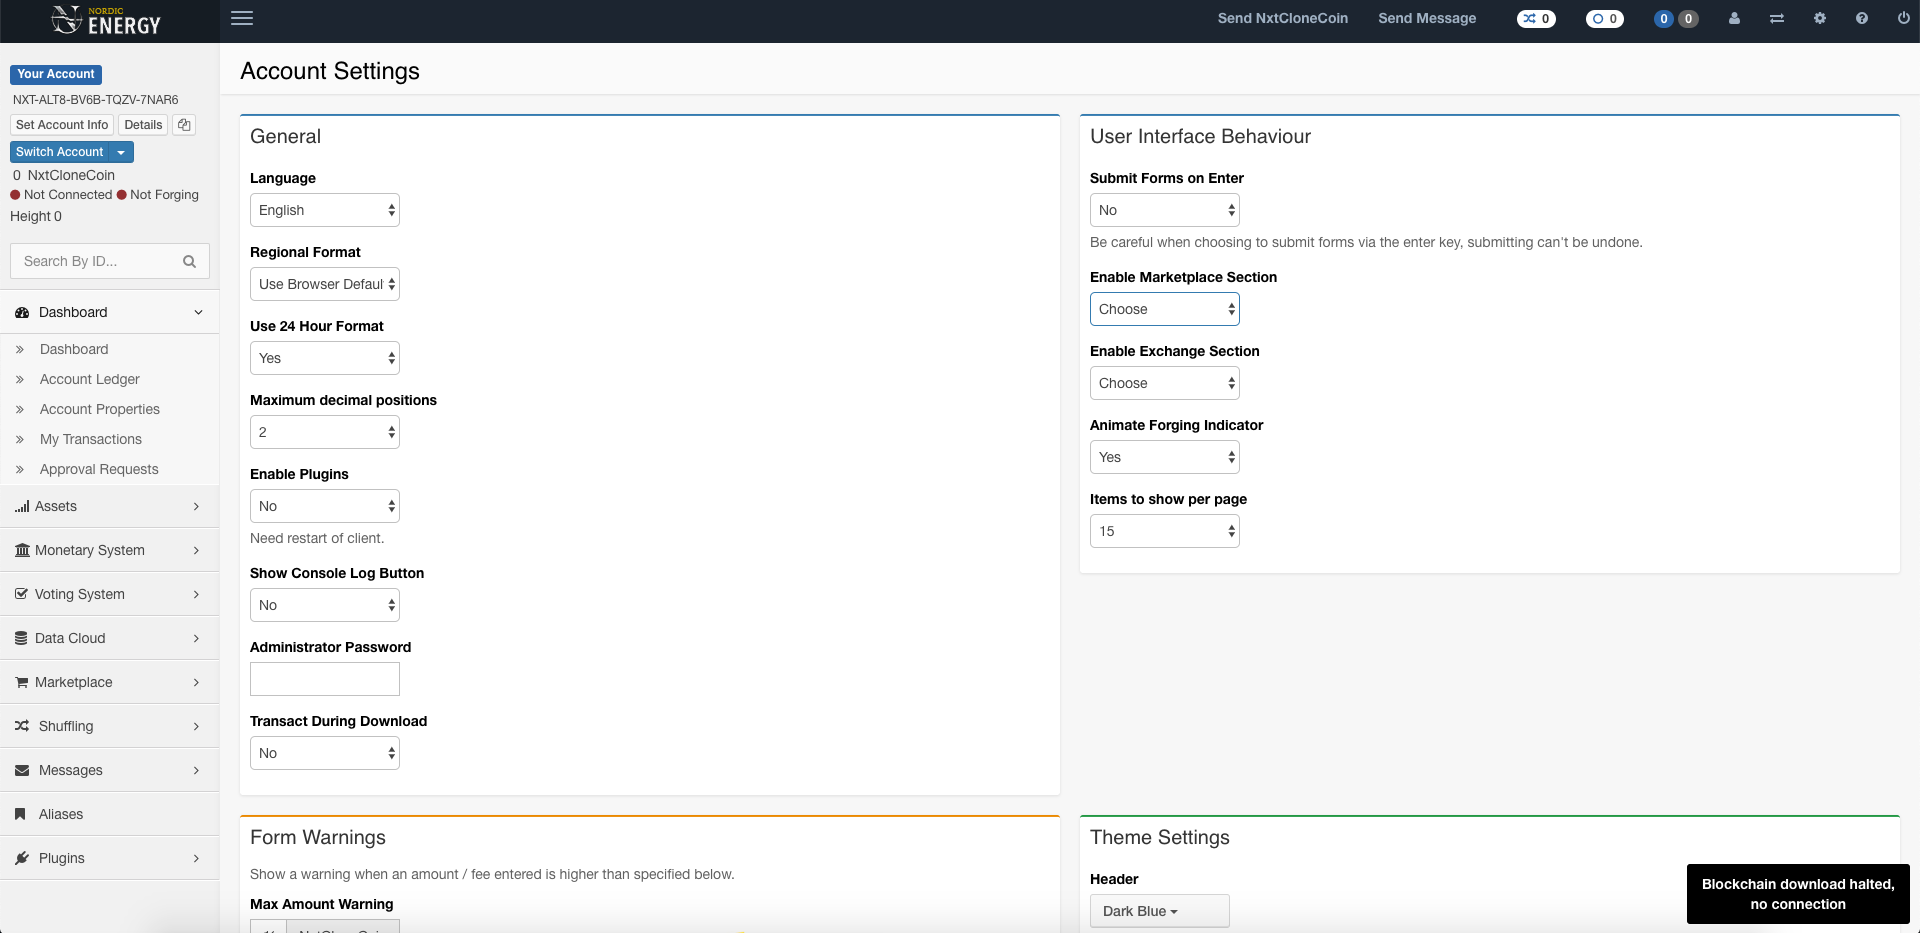 NORDIC
ENERGY
Send NxtCloneCoin
Send Message
0
0
0
0
Your Account
NXT-ALT8-BV6B-TQZV-7NAR6
Set Account Info
Details
Switch Account
0 NxtCloneCoin
Not Connected
Not Forging
Height 0
Search By ID...
Dashboard
Dashboard
Account Ledger
Account Properties
My Transactions
Approval Requests
Assets
Monetary System
Voting System
Data Cloud
Marketplace
Shuffling
Messages
Aliases
Plugins
Account Settings
General
Language
English
Regional Format
Use Browser Defaul
Use 24 Hour Format
Yes
Maximum decimal positions
2
Enable Plugins
No
Need restart of client.
Show Console Log Button
No
Administrator Password
Transact During Download
No
User Interface Behaviour
Submit Forms on Enter
No
Be careful when choosing to submit forms via the enter key, submitting can't be undone.
Enable Marketplace Section
Choose
Enable Exchange Section
Choose
Animate Forging Indicator
Yes
Items to show per page
15
Form Warnings
Show a warning when an amount / fee entered is higher than specified below.
Max Amount Warning
Theme Settings
Header
Dark Blue
Blockchain download halted,
no connection